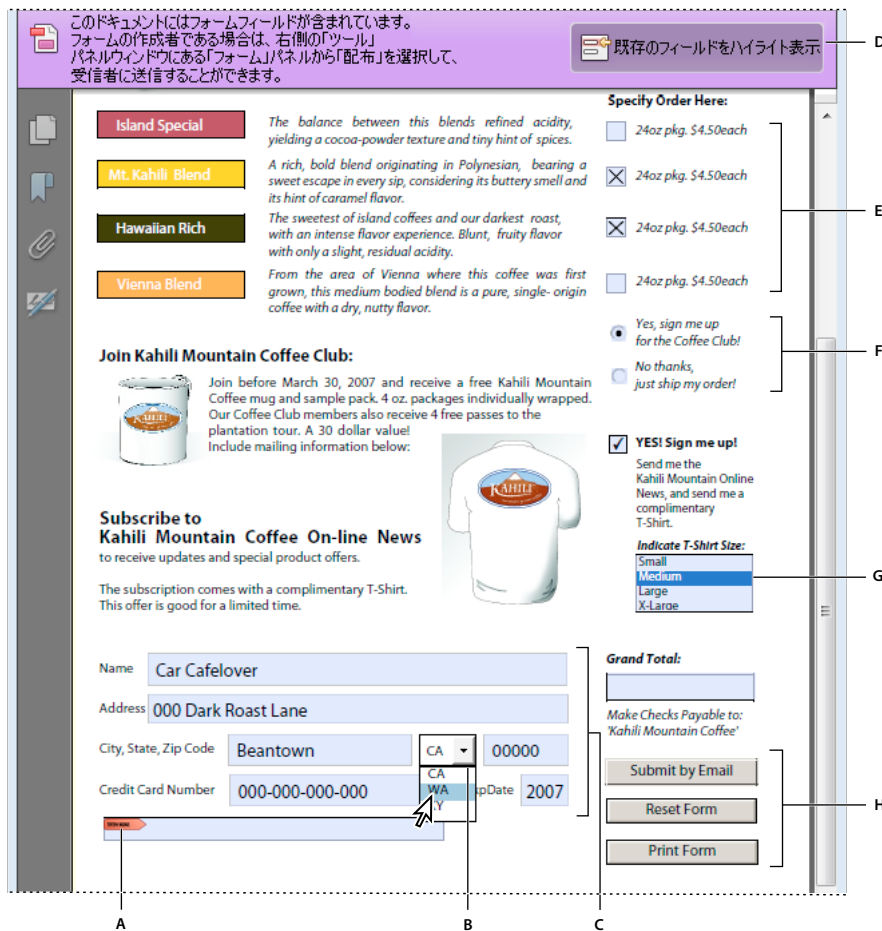 このドキュメントにはフォームフィールドが含まれています。
フォームの作成者である場合は、右側の「ツール」
パネルウィンドウにある「フォーム」パネルから「配布」を選択して、
受信者に送信することができます。
既存のフィールドをハイライト表示
D
Specify Order Here:
Island Special
The balance between this blends refined acidity,
yielding a cocoa-powder texture and tiny hint of spices.
24oz pkg. $4.50each
Mt. Kahili Blend
A rich, bold blend originating in Polynesian, bearing a
sweet escape in every sip, considering its buttery smell and
its hint of caramel flavor.
24oz pkg. $4.50each
E
Hawaiian Rich
The sweetest of island coffees and our darkest roast,
with an intense flavor experience. Blunt, fruity flavor
with only a slight, residual acidity.
24oz pkg. $4.50each
Vienna Blend
From the area of Vienna where this coffee was first
grown, this medium bodied blend is a pure, single- origin
coffee with a dry, nutty flavor.
24oz pkg. $4.50each
Yes, sign me up
for the Coffee Club!
F
No thanks,
just ship my order!
Join Kahili Mountain Coffee Club:
Join before March 30, 2007 and receive a free Kahili Mountain
Coffee mug and sample pack. 4 oz. packages individually wrapped.
Our Coffee Club members also receive 4 free passes to the
plantation tour. A 30 dollar value!
Include mailing information below:
KAHILI
KAHILI
YES! Sign me up!
Send me the
Kahili Mountain Online
News, and send me a
complimentary
T-Shirt.
Indicate T-Shirt Size:
Small
Medium
Large
X-Large
G
Subscribe to
Kahili Mountain Coffee On-line News
to receive updates and special product offers.
The subscription comes with a complimentary T-Shirt.
This offer is good for a limited time.
Name
Car Cafelover
Address
000 Dark Roast Lane
City, State, Zip Code
Beantown
CA
00000
CA
WA
Credit Card Number
000-000-000-000
2007
C
Grand Total:
Make Checks Payable to:
'Kahili Mountain Coffee'
Submit by Email
Reset Form
Print Form
H
A
B